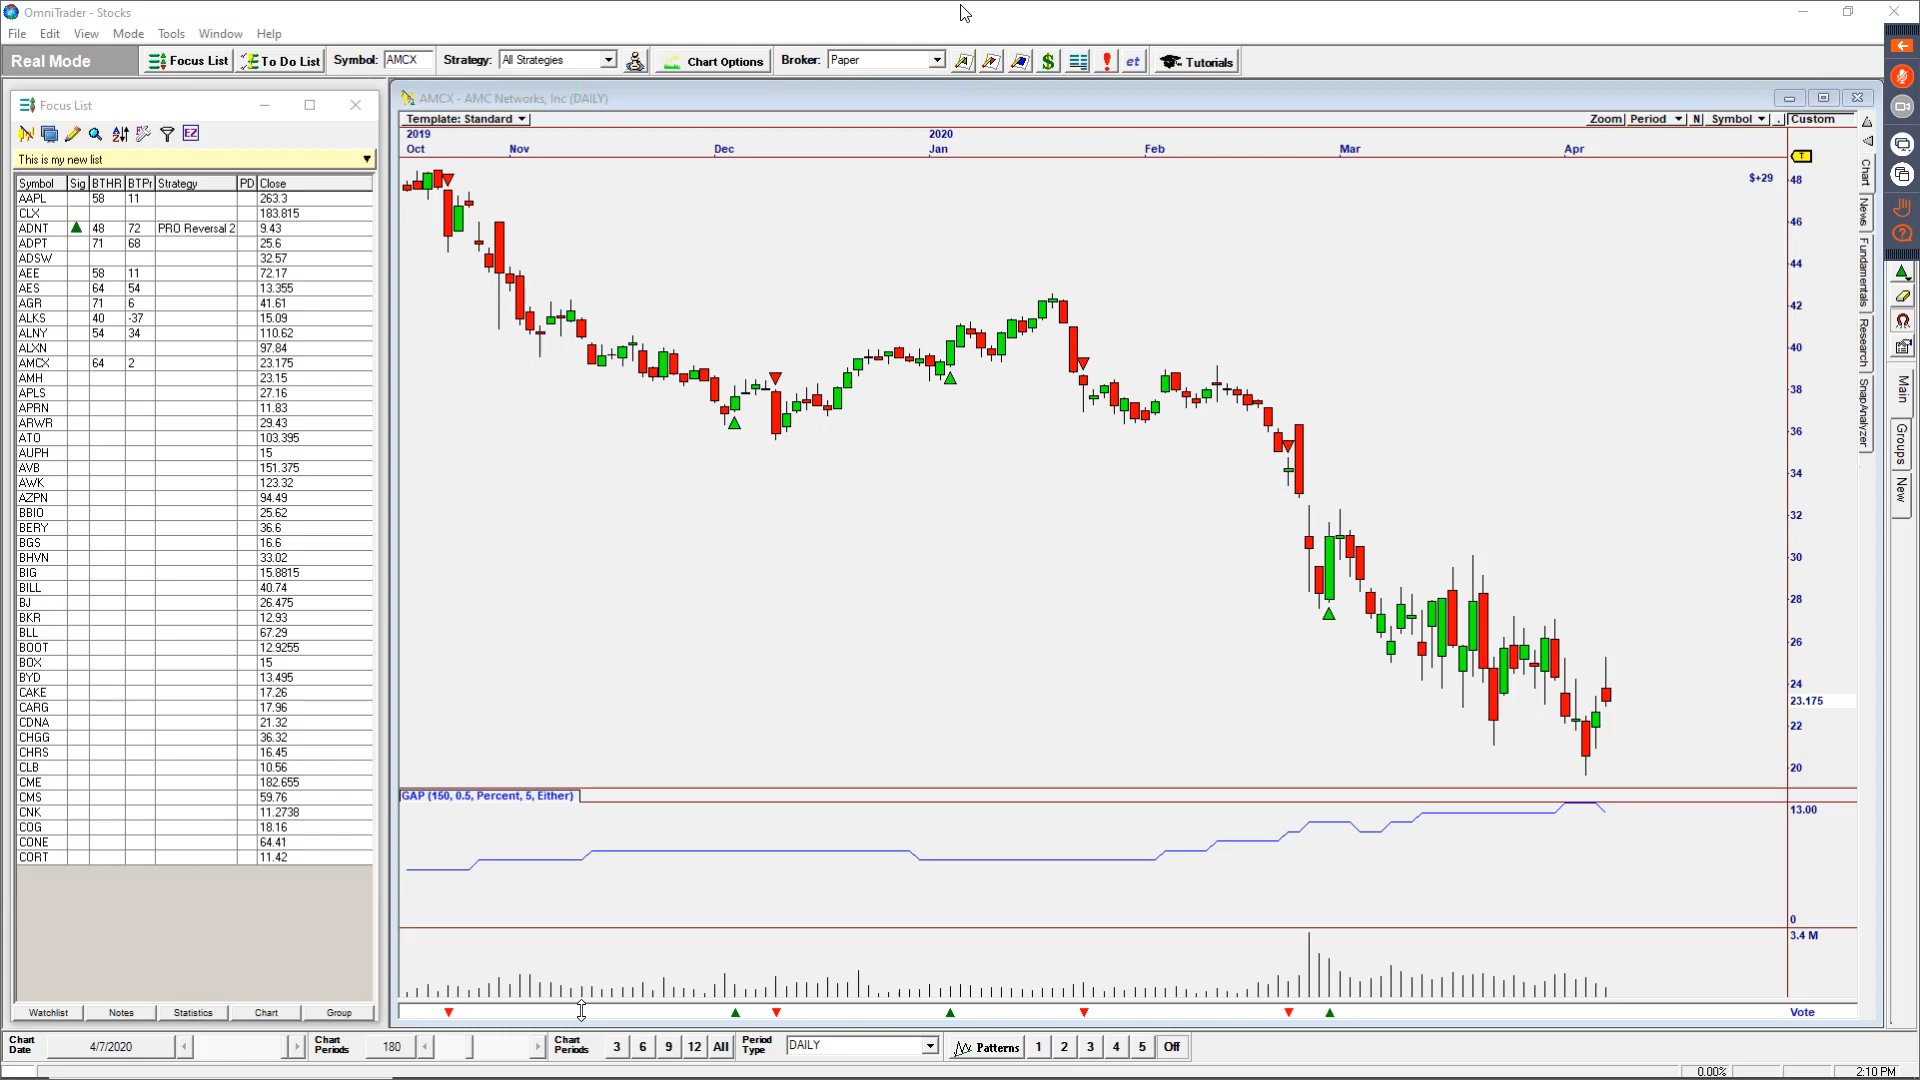 OmniTrader - Stocks
File Edit View Mode Tools Window Help
Real Mode Focus List To Do List Symbol: AMCX Strategy: All Strategies Chart Options Broker: Paper $ ! et Tutorials
Focus List
EZ
This is my new list
Symbol Sig BTHR BTPr Strategy PD Close
AAPL 58 11 263.3
CLX 183.815
ADNT 48 72 PRO Reversal 2 9.43
ADPT 71 68 25.6
ADSW 32.57
AEE 58 11 72.17
AES 64 54 13.355
AGR 71 6 41.61
ALKS 40 -37 15.09
ALNY 54 34 110.62
ALXN 97.84
AMCX 64 2 23.175
AMH 23.15
APLS 27.16
APRN 11.83
ARWR 29.43
ATO 103.395
AUPH 15
AVB 151.375
AWK 123.32
AZPN 94.49
BBIO 25.62
BERY 36.6
BGS 16.6
BHVN 33.02
BIG 15.8815
BILL 40.74
BJ 26.475
BKR 12.93
BLL 67.29
BOOT 12.9255
BOX 15
BYD 13.495
CAKE 17.26
CARG 17.96
CDNA 21.32
CHGG 36.32
CHRS 16.45
CLB 10.56
CME 182.655
CMS 59.76
CNK 11.2738
COG 18.16
CONE 64.41
CORT 11.42
Watchlist Notes Statistics Chart Group
AMCX - AMC Networks, Inc (DAILY)
Template: Standard Zoom Period N Symbol . Custom
2019 2020
Oct Nov Dec Jan Feb Mar Apr
T
$+29
48
46
44
42
40
38
36
34
32
30
28
26
24
23.175
22
20
GAP (150, 0.5, Percent, 5, Either)
13.00
0
3.4 M
Vote
Chart
News
Fundamentals
Research
SnapAnalyzer
Main
Groups
New
Chart Date 4/7/2020 Chart Periods 180 Chart Periods 3 6 9 12 All Period Type DAILY Patterns 1 2 3 4 5 Off
0.00% 2:10 PM